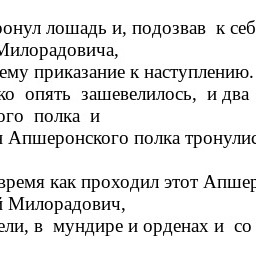 ронул лошадь и, подозвав к себ
Милорадовича,
ему приказание к наступлению.
ко опять зашевелилось, и два
ого полка и
Апшеронского полка тронулис
время как проходил этот Апшер
й Милорадович,
ели, в мундире и орденах и со